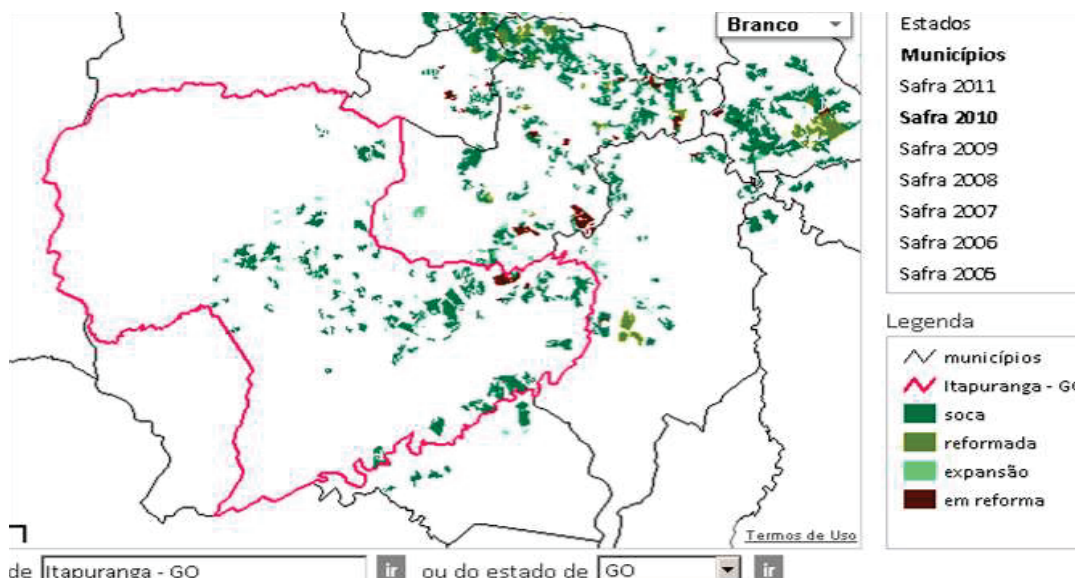 Branco
Estados
Municípios
Safra 2011
Safra 2010
Safra 2009
Safra 2008
Safra 2007
Safra 2006
Safra 2005
Legenda
municípios
Itapuranga - GO
soca
reformada
expansão
em reforma
Termos de Uso
de Itapuranga - GO ir ou do estado de GO ir